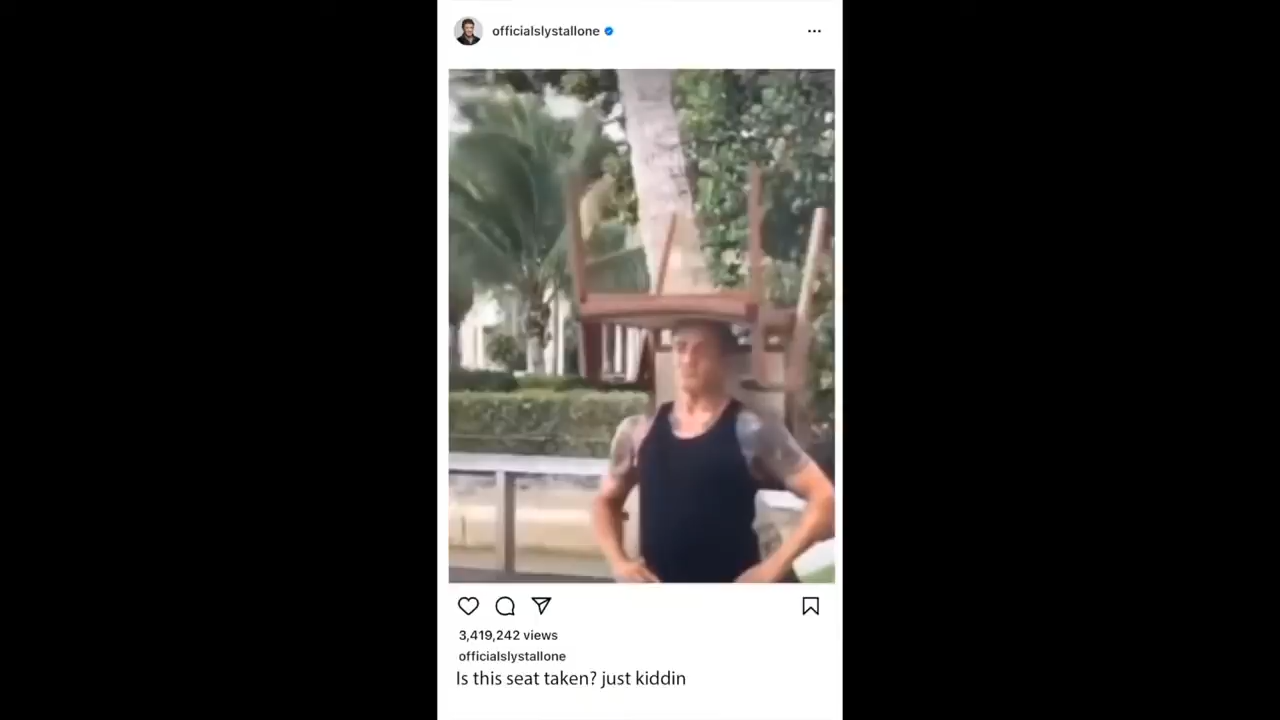 officialslystallone
3,419,242 views
officialslystallone
Is this seat taken? just kiddin